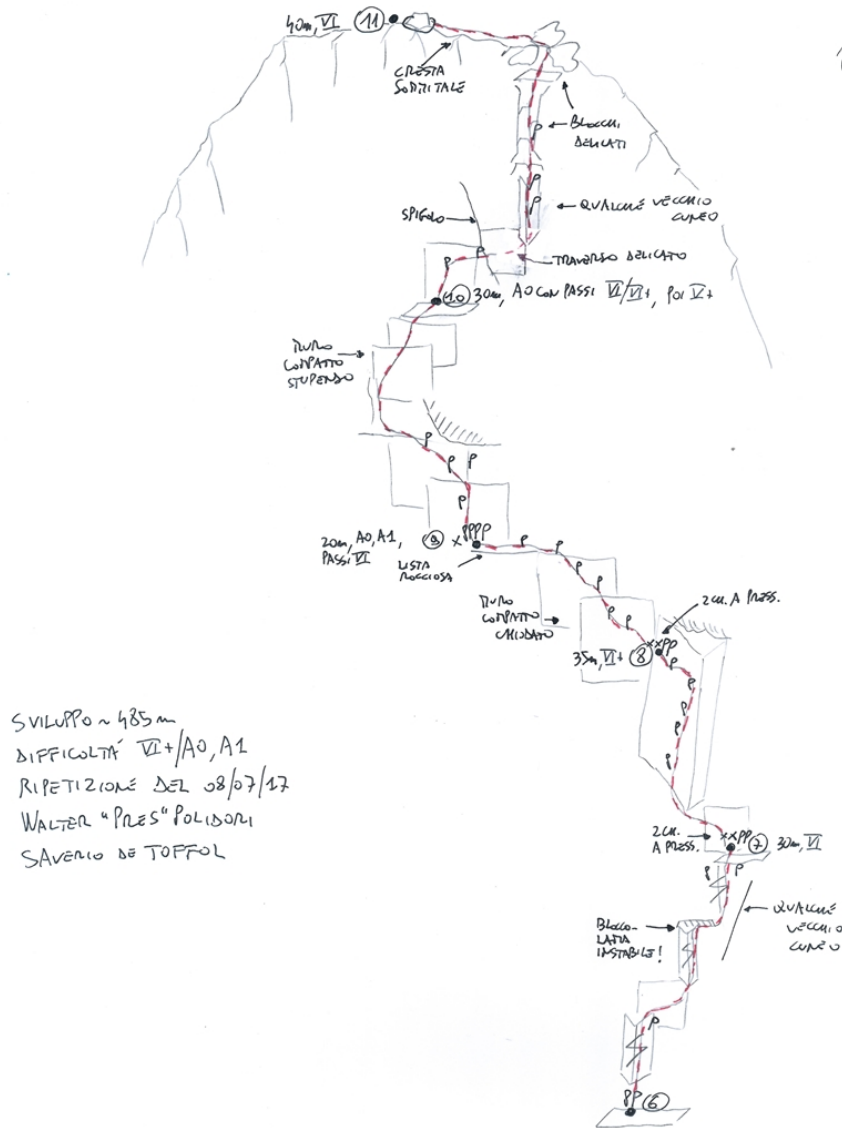 40m, VI 11
CRESTA
SOMMITALE
P
BLOCCHI
DELICATI
P
P
QUALCHE VECCHIO
CUNEO
SPIGOLO
P
P
TRAVERSO DELICATO
10 30m, A0 CON PASSI VI/VI+, POI V+
MURO
COMPATTO
STUPENDO
P
P
P
P
20m, A0, A1,
PASSI VI
9 x PPPP
LISTA
ROCCIOSA
P
P
P
P
P
P
MURO
COMPATTO
CHIODATO
2 CH. A PRESS.
35m, VI+ 8
xxPP
P
P
P
P
P
2 CH.
A PRESS.
xxPP 7 30m, VI
P
P
QUALCHE
VECCHIO
CUNEO
BLOCCO-
LAMA
INSTABILE!
P
PP 6
SVILUPPO ~ 485m
DIFFICOLTÀ VI+/A0, A1
RIPETIZIONE DEL 08/07/17
WALTER "PRES" POLIDORI
SAVERIO DE TOFFOL